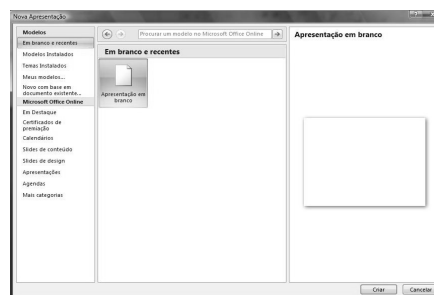 Nova Apresentação
Modelos
Em branco e recentes
Modelos Instalados
Temas Instalados
Meus modelos...
Novo com base em
documento existente...
Microsoft Office Online
Em Destaque
Certificados de
premiação
Calendários
Slides de conteúdo
Slides de design
Apresentações
Agendas
Mais categorias
Procurar um modelo no Microsoft Office Online
Em branco e recentes
Apresentação em
branco
Apresentação em branco
Criar
Cancelar